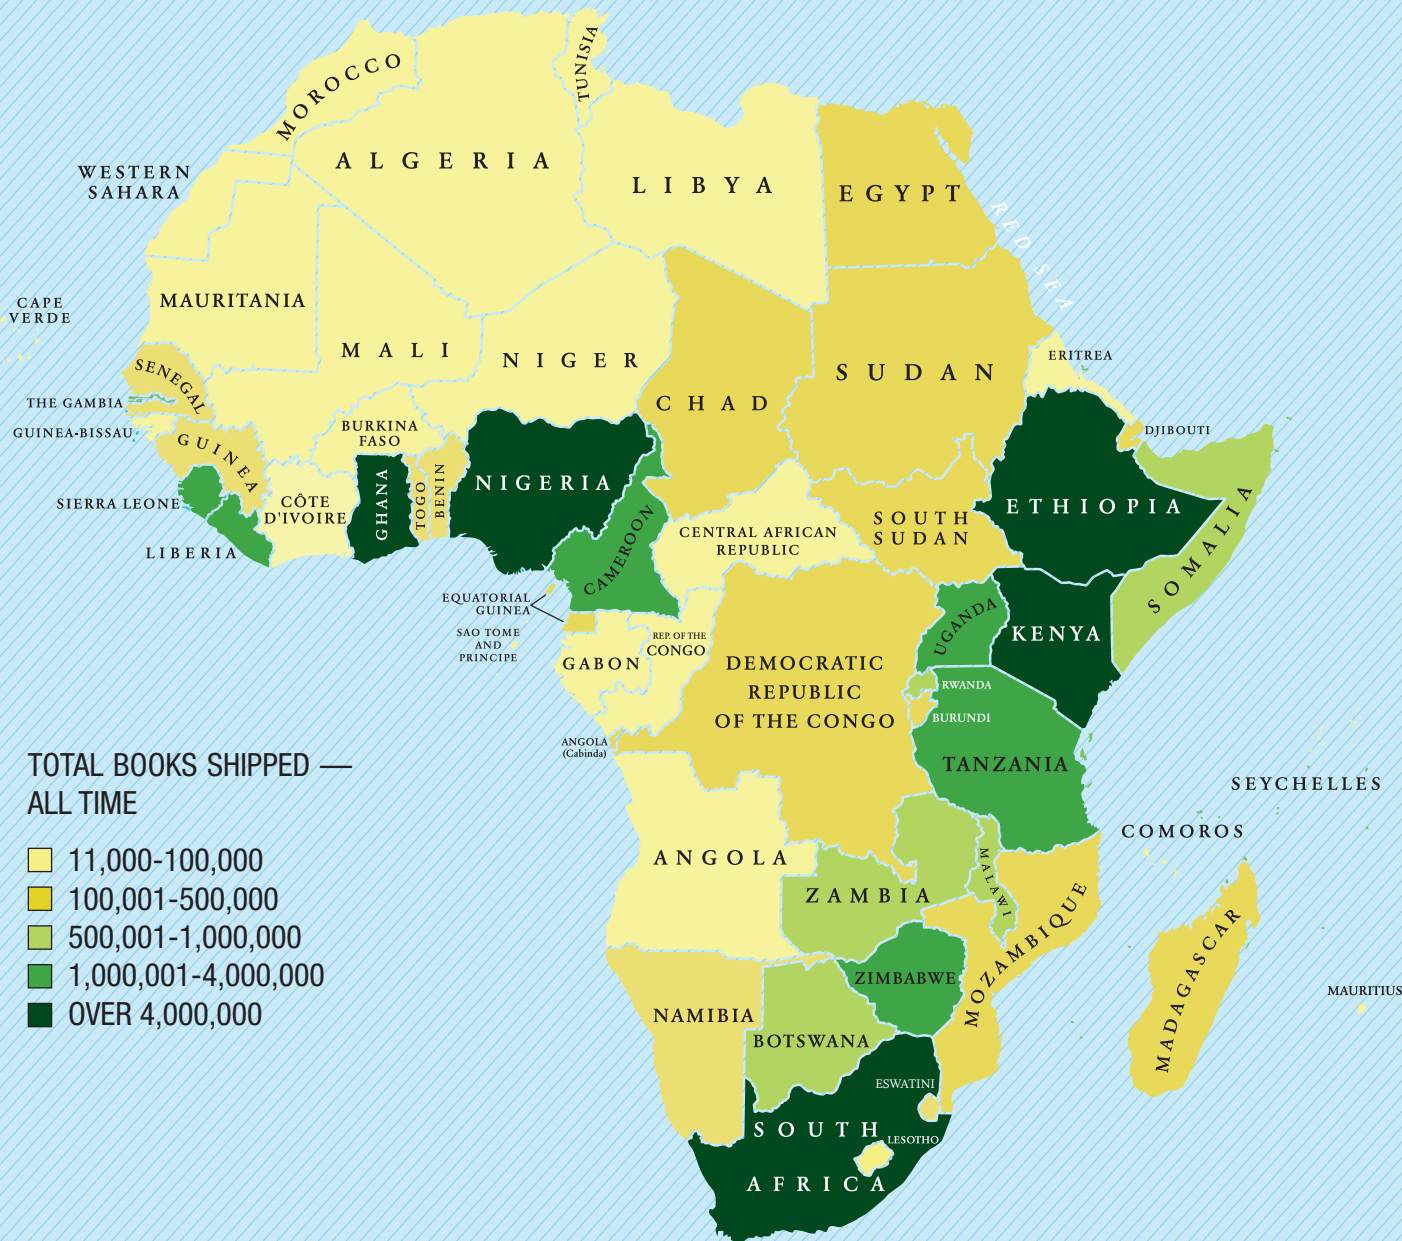 TUNISIA
MOROCCO
ALGERIA
WESTERN
SAHARA
LIBYA
EGYPT
RED SEA
CAPE
VERDE
MAURITANIA
MALI
NIGER
CHAD
SUDAN
ERITREA
SENEGAL
THE GAMBIA
GUINEA-BISSAU
GUINEA
BURKINA
FASO
DJIBOUTI
SIERRA LEONE
CÔTE
D'IVOIRE
GHANA
TOGO
BENIN
NIGERIA
CAMEROON
CENTRAL AFRICAN
REPUBLIC
SOUTH
SUDAN
ETHIOPIA
SOMALIA
LIBERIA
EQUATORIAL
GUINEA
SAO TOME
AND
PRINCIPE
GABON
REP. OF THE
CONGO
DEMOCRATIC
REPUBLIC
OF THE CONGO
UGANDA
KENYA
RWANDA
BURUNDI
ANGOLA
(Cabinda)
TANZANIA
SEYCHELLES
COMOROS
ANGOLA
ZAMBIA
MALAWI
MOZAMBIQUE
MADAGASCAR
MAURITIUS
ZIMBABWE
NAMIBIA
BOTSWANA
ESWATINI
LESOTHO
SOUTH
AFRICA
TOTAL BOOKS SHIPPED —
ALL TIME
11,000-100,000
100,001-500,000
500,001-1,000,000
1,000,001-4,000,000
OVER 4,000,000